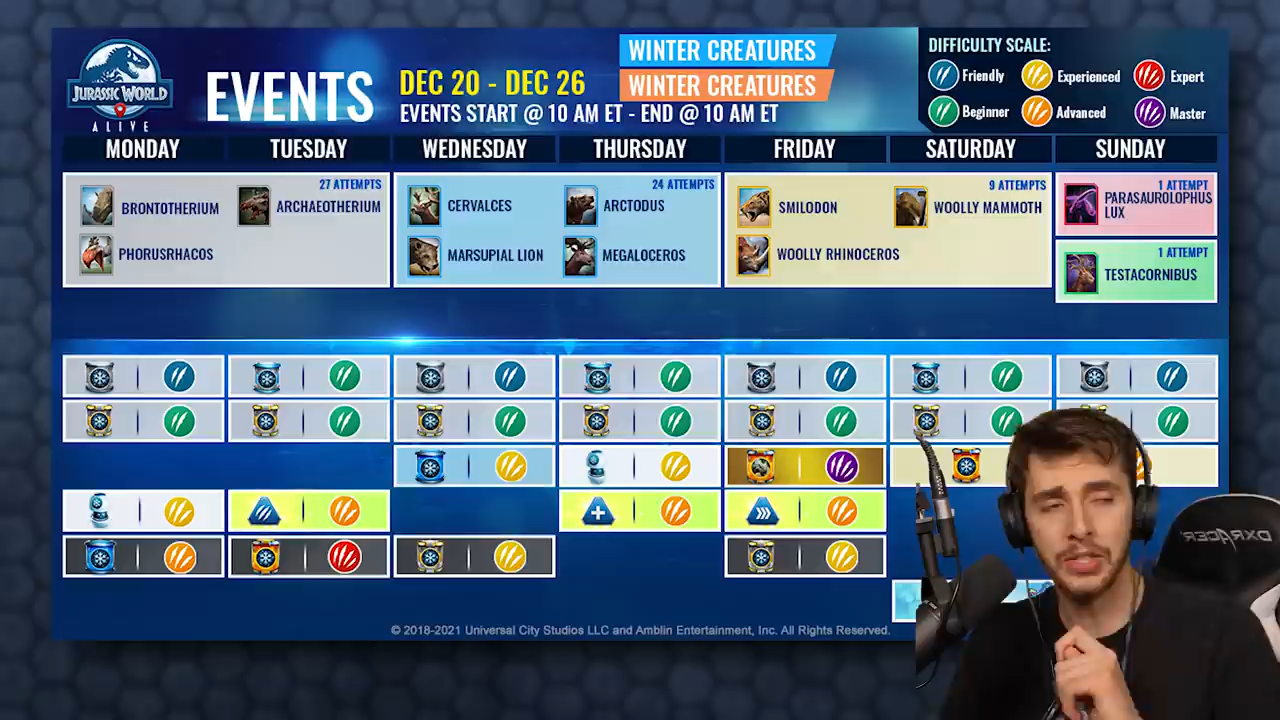 JURASSIC WORLD
ALIVE
EVENTS
DEC 20 - DEC 26
WINTER CREATURES
WINTER CREATURES
EVENTS START @ 10 AM ET - END @ 10 AM ET
DIFFICULTY SCALE:
Friendly
Experienced
Expert
Beginner
Advanced
Master
MONDAY
TUESDAY
WEDNESDAY
THURSDAY
FRIDAY
SATURDAY
SUNDAY
27 ATTEMPTS
BRONTOTHERIUM
ARCHAEOTHERIUM
PHORUSRHACOS
24 ATTEMPTS
CERVALCES
ARCTODUS
MARSUPIAL LION
MEGALOCEROS
9 ATTEMPTS
SMILODON
WOOLLY MAMMOTH
WOOLLY RHINOCEROS
1 ATTEMPT
PARASAUROLOPHUS
LUX
1 ATTEMPT
TESTACORNIBUS
© 2018-2021 Universal City Studios LLC and Amblin Entertainment, Inc. All Rights Reserved.
DXRACER